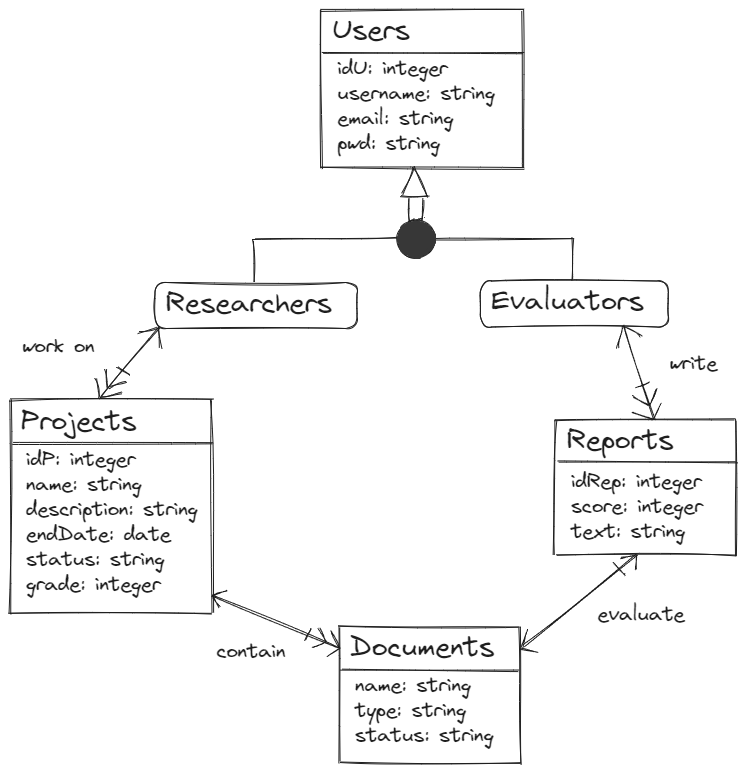 Users
idU: integer
username: string
email: string
pwd: string
Researchers
Evaluators
work on
write
Projects
idP: integer
name: string
description: string
endDate: date
status: string
grade: integer
Reports
idRep: integer
score: integer
text: string
evaluate
contain
Documents
name: string
type: string
status: string